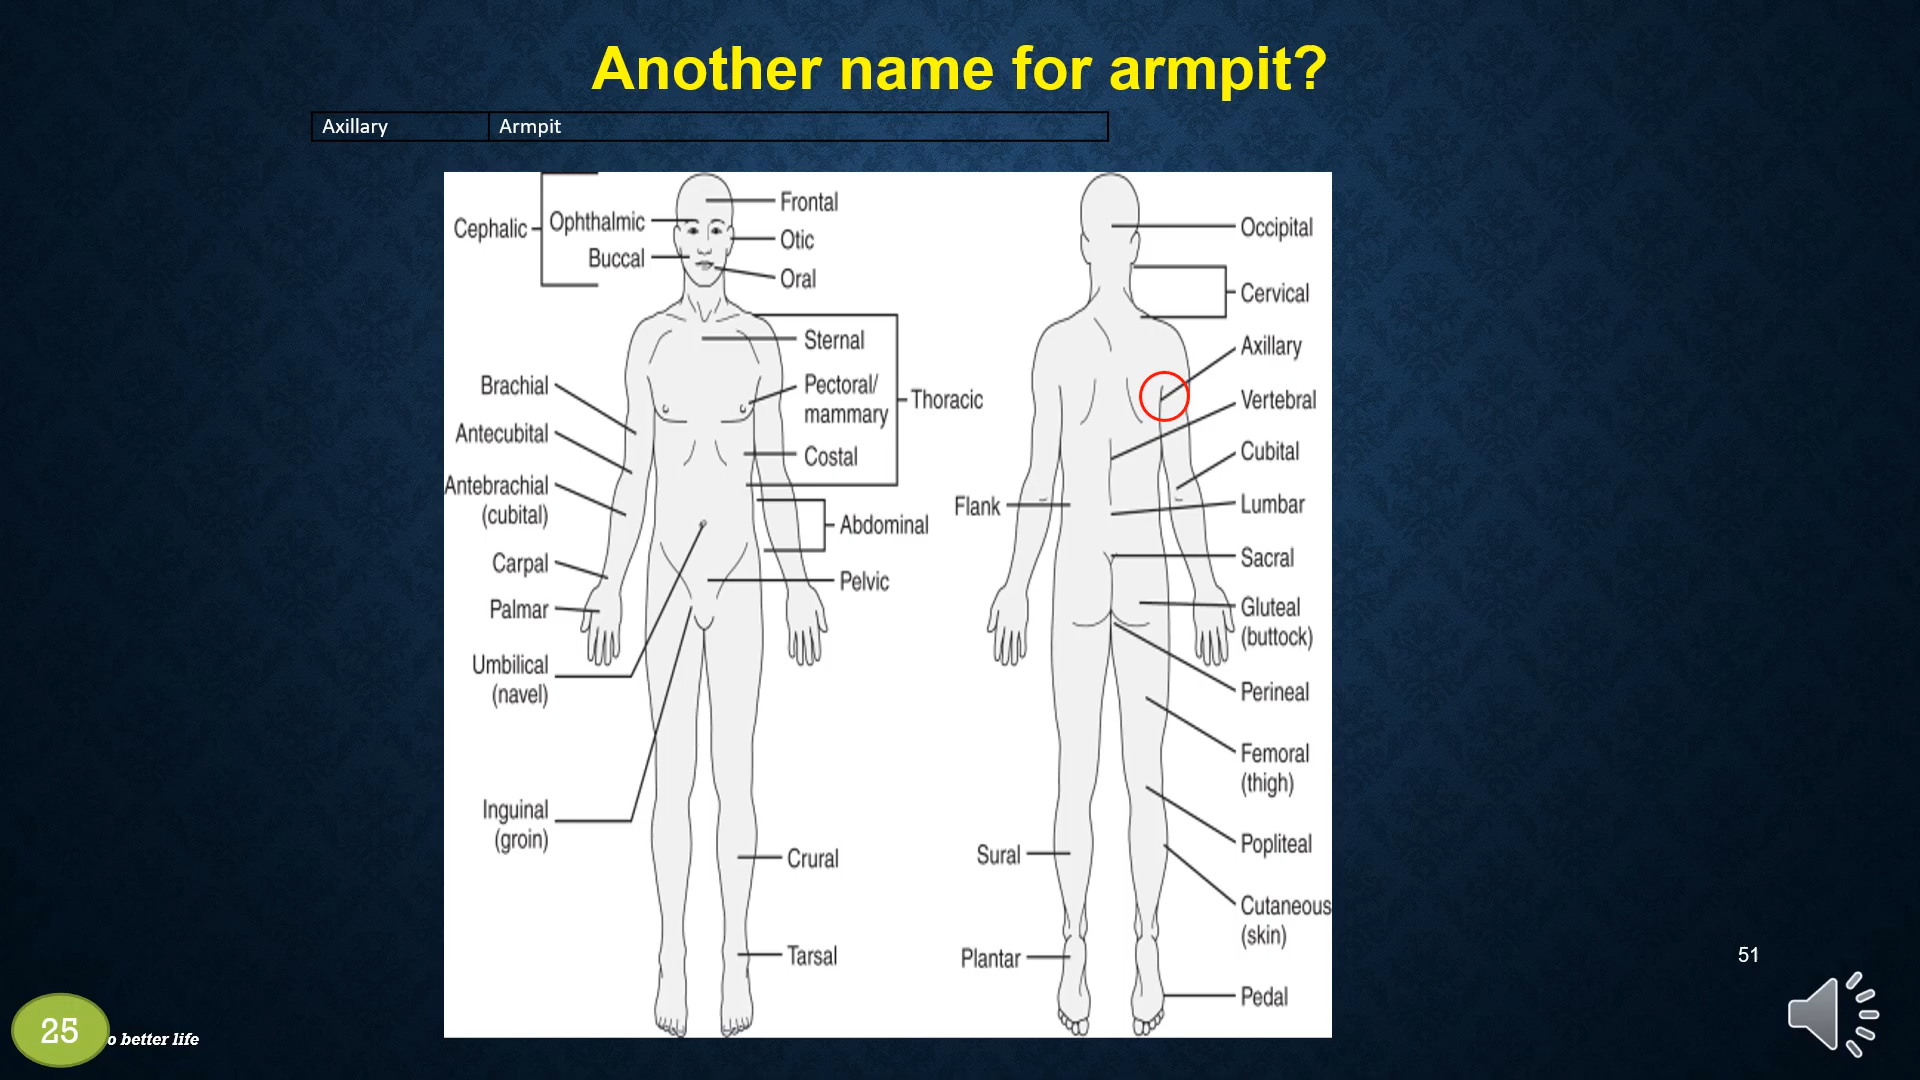 Another name for armpit?
Axillary Armpit
Cephalic
Ophthalmic
Buccal
Frontal
Otic
Oral
Sternal
Pectoral/
mammary
Costal
Thoracic
Brachial
Antecubital
Antebrachial
(cubital)
Carpal
Palmar
Umbilical
(navel)
Inguinal
(groin)
Abdominal
Pelvic
Crural
Tarsal
Occipital
Cervical
Axillary
Vertebral
Cubital
Flank
Lumbar
Sacral
Gluteal
(buttock)
Perineal
Femoral
(thigh)
Popliteal
Sural
Cutaneous
(skin)
Plantar
Pedal
51
25
o better life